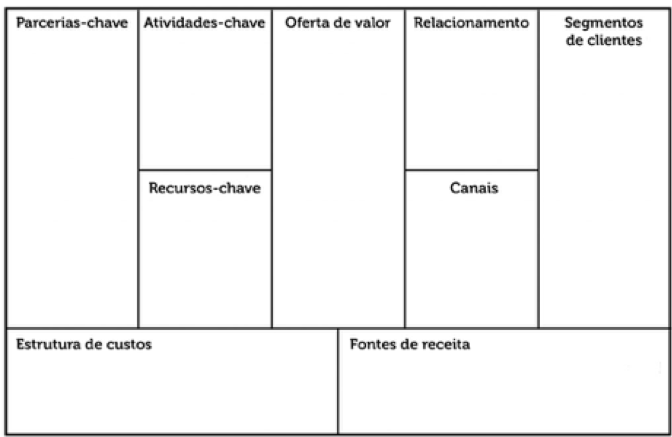 Parcerias-chave
Atividades-chave
Oferta de valor
Relacionamento
Segmentos
de clientes
Recursos-chave
Canais
Estrutura de custos
Fontes de receita